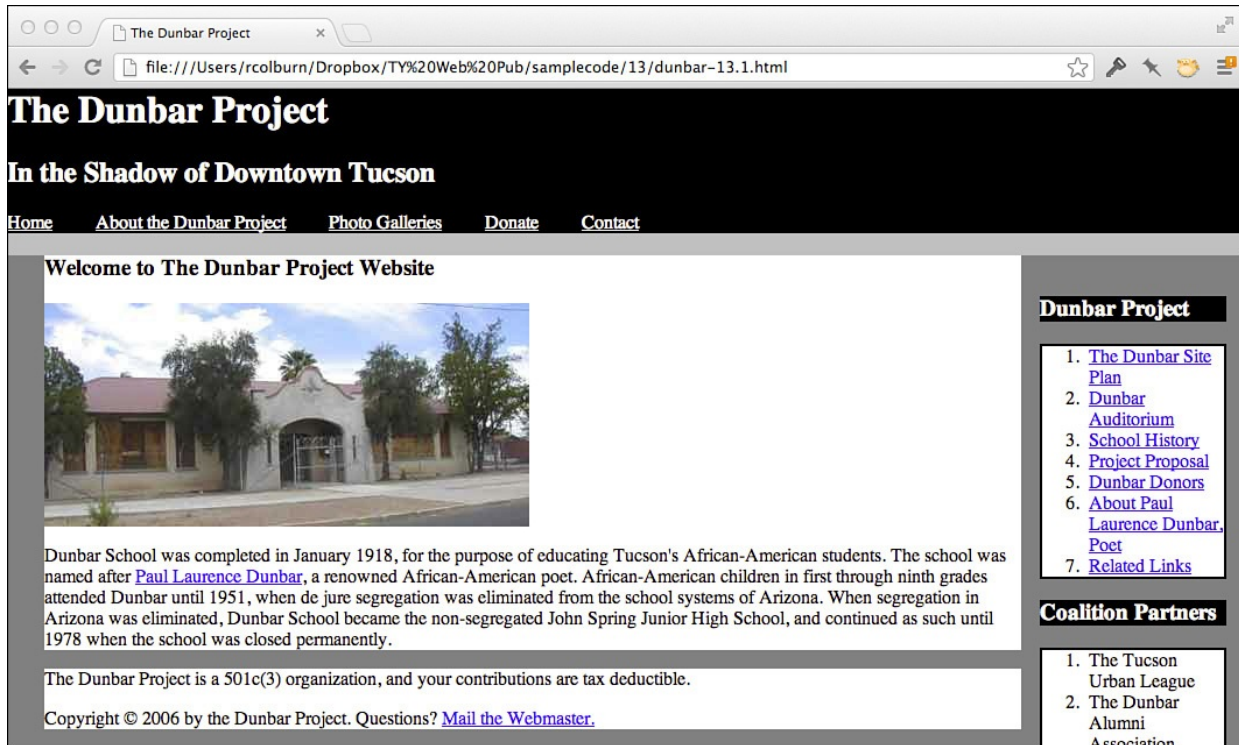 The Dunbar Project
file:///Users/rcolburn/Dropbox/TY%20Web%20Pub/samplecode/13/dunbar-13.1.html
The Dunbar Project
In the Shadow of Downtown Tucson
Home About the Dunbar Project Photo Galleries Donate Contact
Welcome to The Dunbar Project Website
Dunbar School was completed in January 1918, for the purpose of educating Tucson's African-American students. The school was
named after Paul Laurence Dunbar, a renowned African-American poet. African-American children in first through ninth grades
attended Dunbar until 1951, when de jure segregation was eliminated from the school systems of Arizona. When segregation in
Arizona was eliminated, Dunbar School became the non-segregated John Spring Junior High School, and continued as such until
1978 when the school was closed permanently.
The Dunbar Project is a 501c(3) organization, and your contributions are tax deductible.
Copyright © 2006 by the Dunbar Project. Questions? Mail the Webmaster.
Dunbar Project
1. The Dunbar Site
Plan
2. Dunbar
Auditorium
3. School History
4. Project Proposal
5. Dunbar Donors
6. About Paul
Laurence Dunbar,
Poet
7. Related Links
Coalition Partners
1. The Tucson
Urban League
2. The Dunbar
Alumni
Association